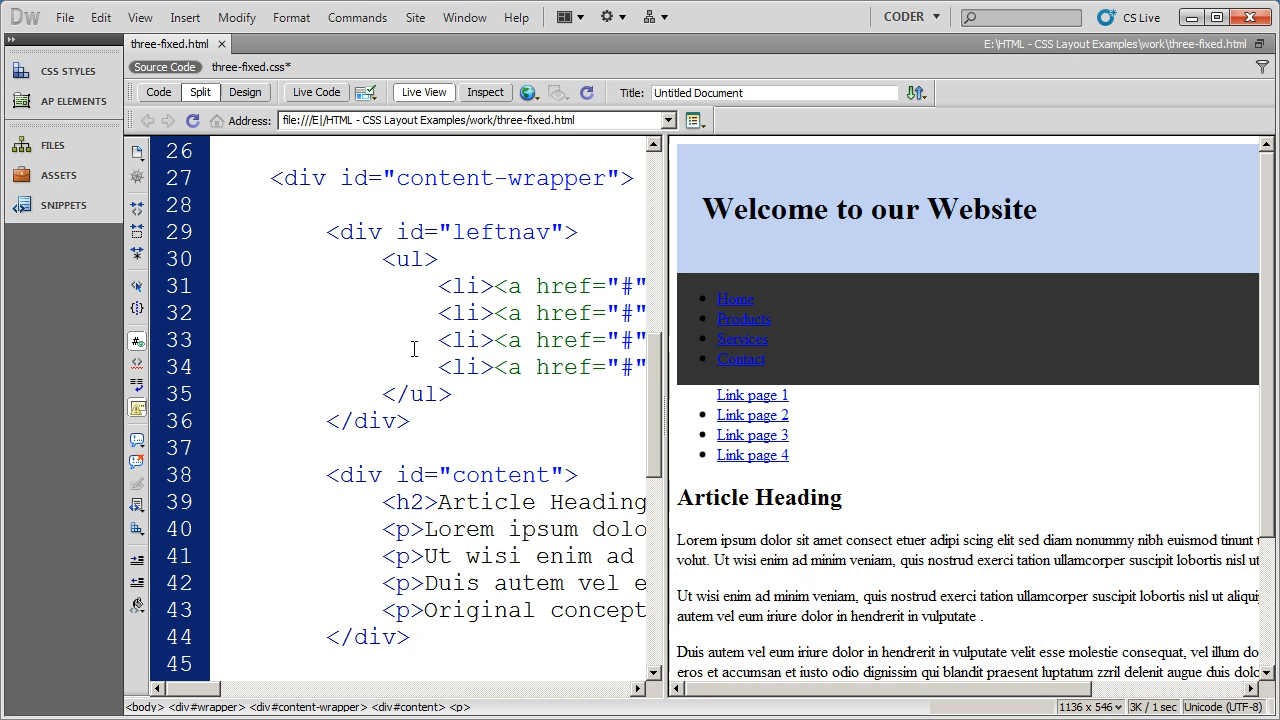 Dw File Edit View Insert Modify Format Commands Site Window Help CODER CS Live
three-fixed.html E:\HTML - CSS Layout Examples\work\three-fixed.html
Source Code three-fixed.css*
Code Split Design Live Code Live View Inspect Title: Untitled Document
Address: file:///E|/HTML - CSS Layout Examples/work/three-fixed.html
CSS STYLES
AP ELEMENTS
FILES
ASSETS
SNIPPETS
26
27 <div id="content-wrapper">
28
29 <div id="leftnav">
30 <ul>
31 <li><a href="#"
32 <li><a href="#"
33 <li><a href="#"
34 <li><a href="#"
35 </ul>
36 </div>
37
38 <div id="content">
39 <h2>Article Heading
40 <p>Lorem ipsum dolo
41 <p>Ut wisi enim ad
42 <p>Duis autem vel e
43 <p>Original concept
44 </div>
45
Welcome to our Website
Home
Products
Services
Contact
Link page 1
Link page 2
Link page 3
Link page 4
Article Heading
Lorem ipsum dolor sit amet consect etuer adipi scing elit sed diam nonummy nibh euismod tinunt
volut. Ut wisi enim ad minim veniam, quis nostrud exerci tation ullamcorper suscipit lobortis nisl ut
Ut wisi enim ad minim veniam, quis nostrud exerci tation ullamcorper suscipit lobortis nisl ut aliqui
autem vel eum iriure dolor in hendrerit in vulputate .
Duis autem vel eum iriure dolor in hendrerit in vulputate velit esse molestie consequat, vel illum do
eros et accumsan et iusto odio dignissim qui blandit praesent luptatum zzril delenit augue duis dolo
<body> <div#wrapper> <div#content-wrapper> <div#content> <p> 1136 x 546 3K / 1 sec Unicode (UTF-8)